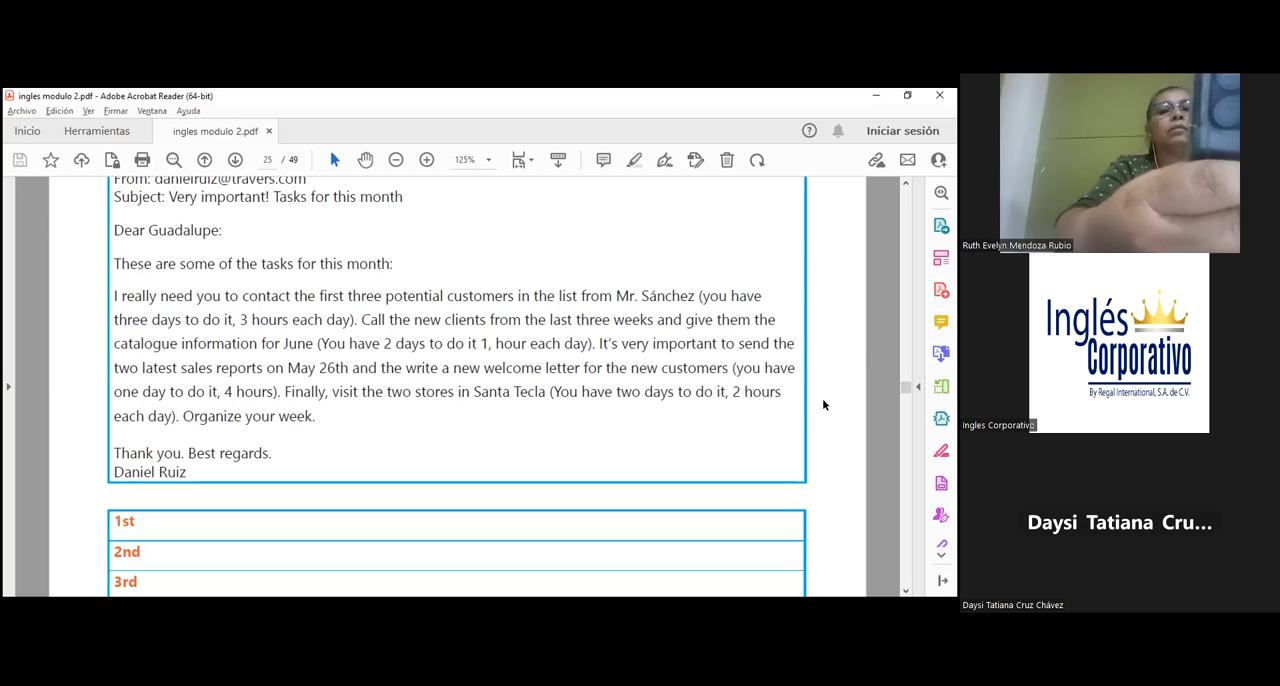 ingles modulo 2.pdf - Adobe Acrobat Reader (64-bit)
Archivo Edición Ver Firmar Ventana Ayuda
Inicio Herramientas ingles modulo 2.pdf × Iniciar sesión
25 / 49 125%
From: danielruiz@travers.com
Subject: Very important! Tasks for this month
Dear Guadalupe:
These are some of the tasks for this month:
I really need you to contact the first three potential customers in the list from Mr. Sánchez (you have
three days to do it, 3 hours each day). Call the new clients from the last three weeks and give them the
catalogue information for June (You have 2 days to do it 1, hour each day). It's very important to send the
two latest sales reports on May 26th and the write a new welcome letter for the new customers (you have
one day to do it, 4 hours). Finally, visit the two stores in Santa Tecla (You have two days to do it, 2 hours
each day). Organize your week.
Thank you. Best regards.
Daniel Ruiz
1st
2nd
3rd
Ruth Evelyn Mendoza Rubio
Inglés
Corporativo
By Regal International, S.A. de C.V.
Ingles Corporativo
Daysi Tatiana Cru...
Daysi Tatiana Cruz Chávez